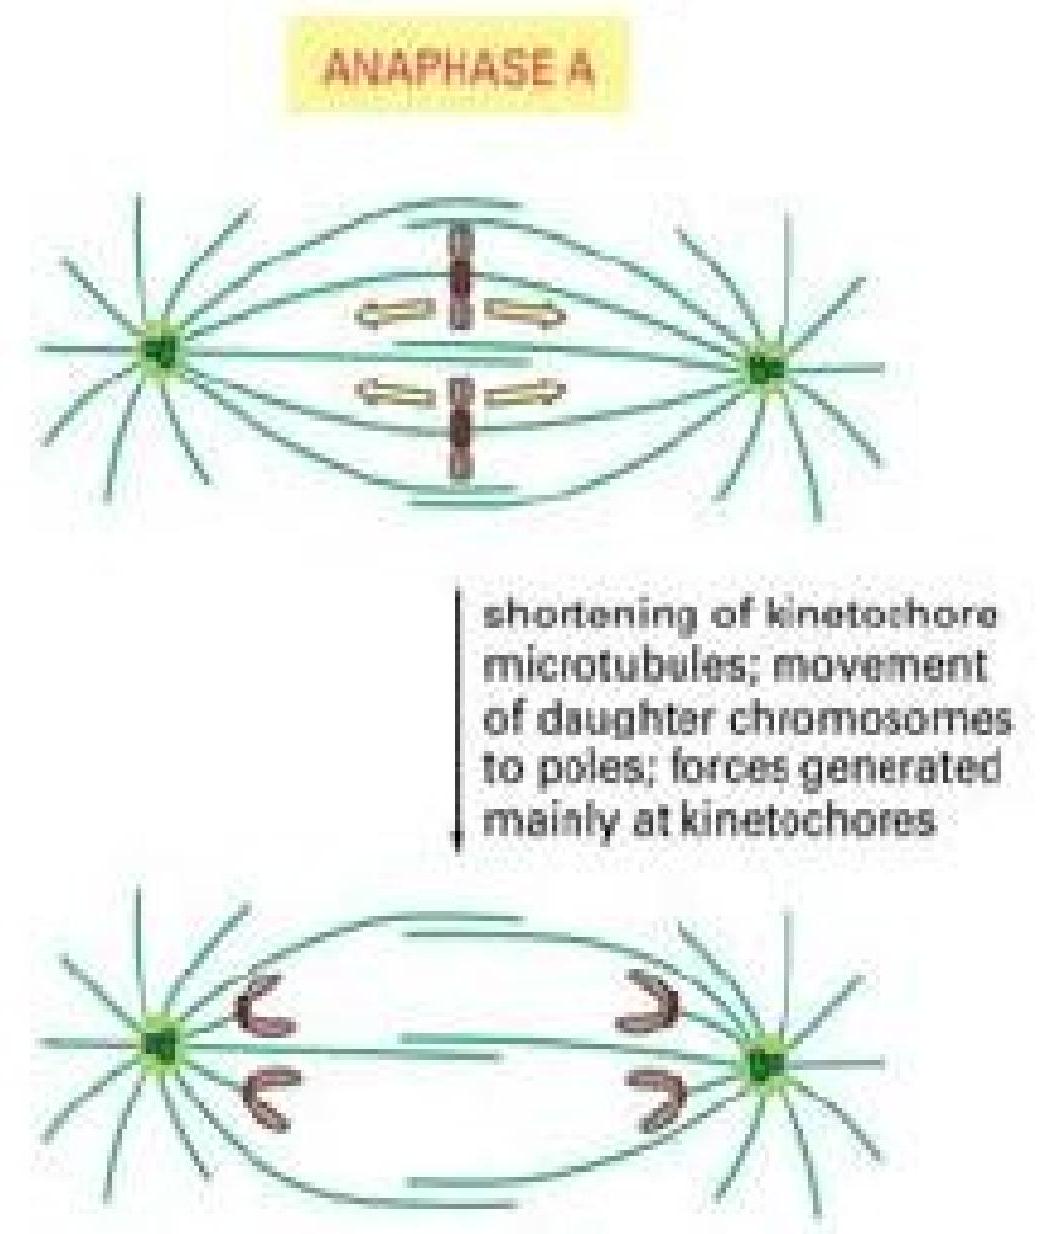 ANAPHASE A
shortening of kinetochore
microtubules; movement
of daughter chromosomes
to poles; forces generated
mainly at kinetochores